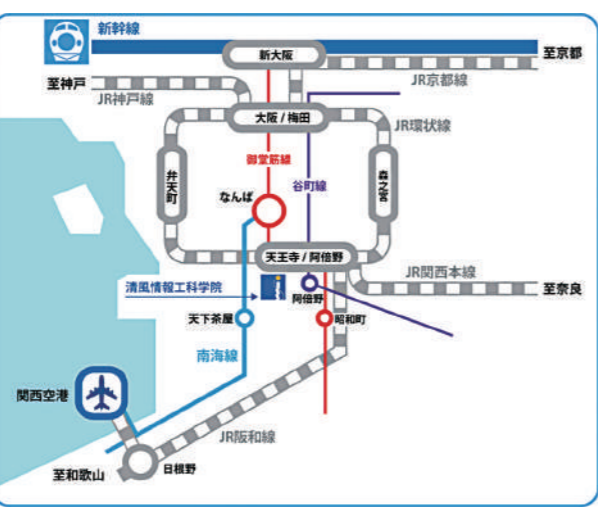 新幹線
新大阪
至京都
至神戸
JR京都線
JR神戸線
大阪 / 梅田
JR環状線
御堂筋線
弁天町
谷町線
森之宮
なんば
天王寺 / 阿倍野
JR関西本線
清風情報工科学院
至奈良
阿倍野
天下茶屋
昭和町
南海線
関西空港
JR阪和線
日根野
至和歌山